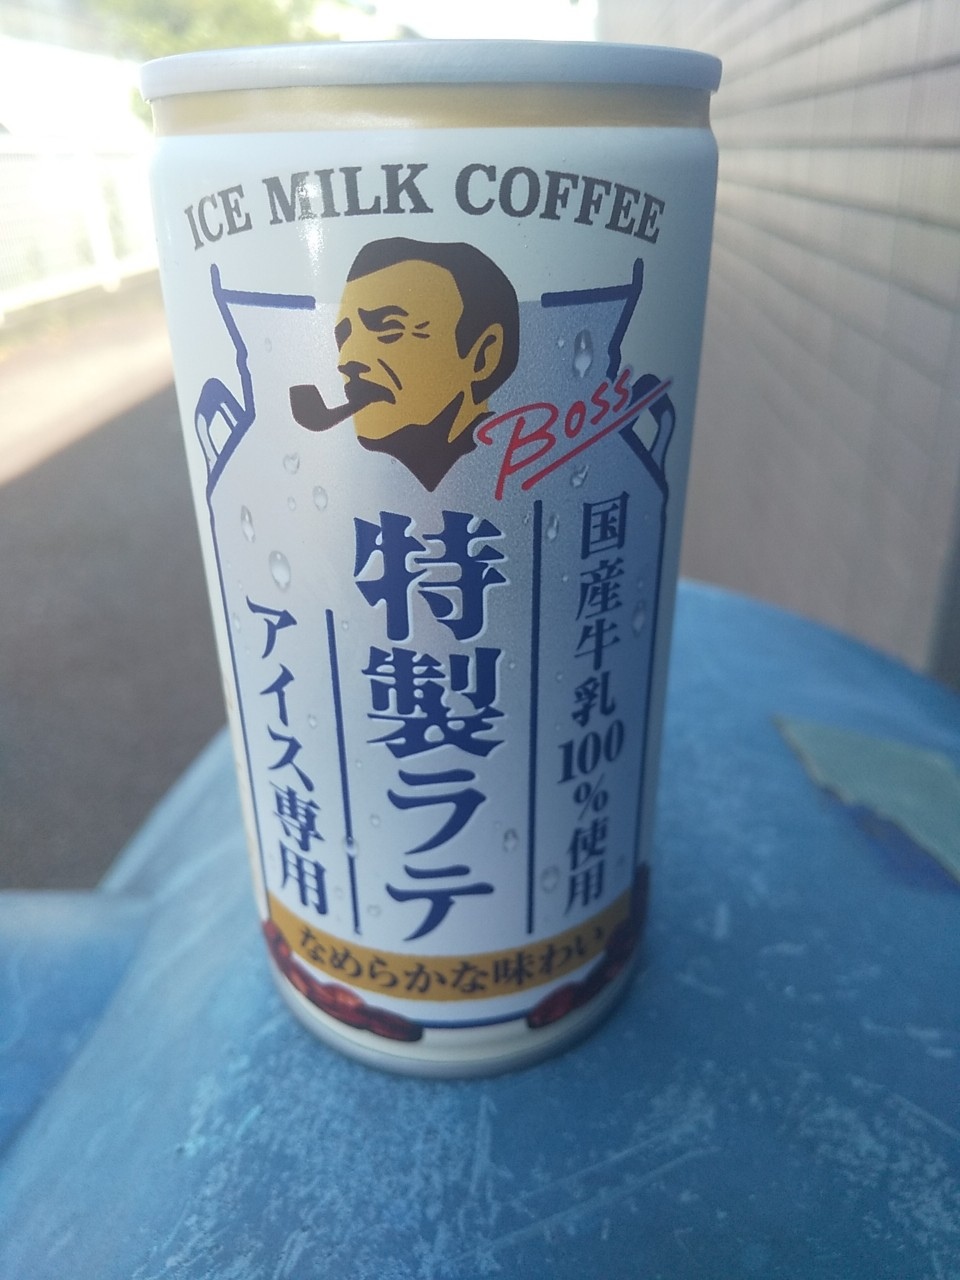 ICE MILK COFFEE
Boss
国産牛乳100%使用
特製ラテ
アイス専用
なめらかな味わい